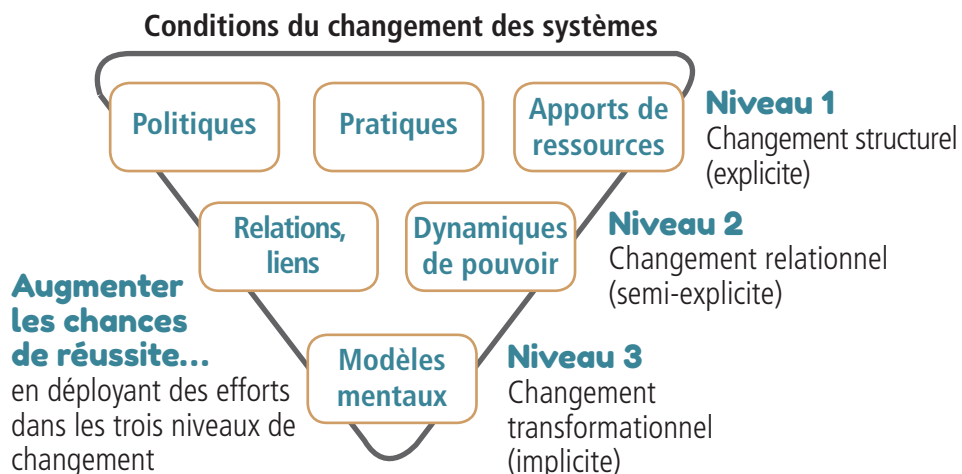 Conditions du changement des systèmes
Politiques
Pratiques
Apports de
ressources
Niveau 1
Changement structurel
(explicite)
Relations,
liens
Dynamiques
de pouvoir
Niveau 2
Changement relationnel
(semi-explicite)
Augmenter
les chances
de réussite...
en déployant des efforts
dans les trois niveaux de
changement
Modèles
mentaux
Niveau 3
Changement
transformationnel
(implicite)